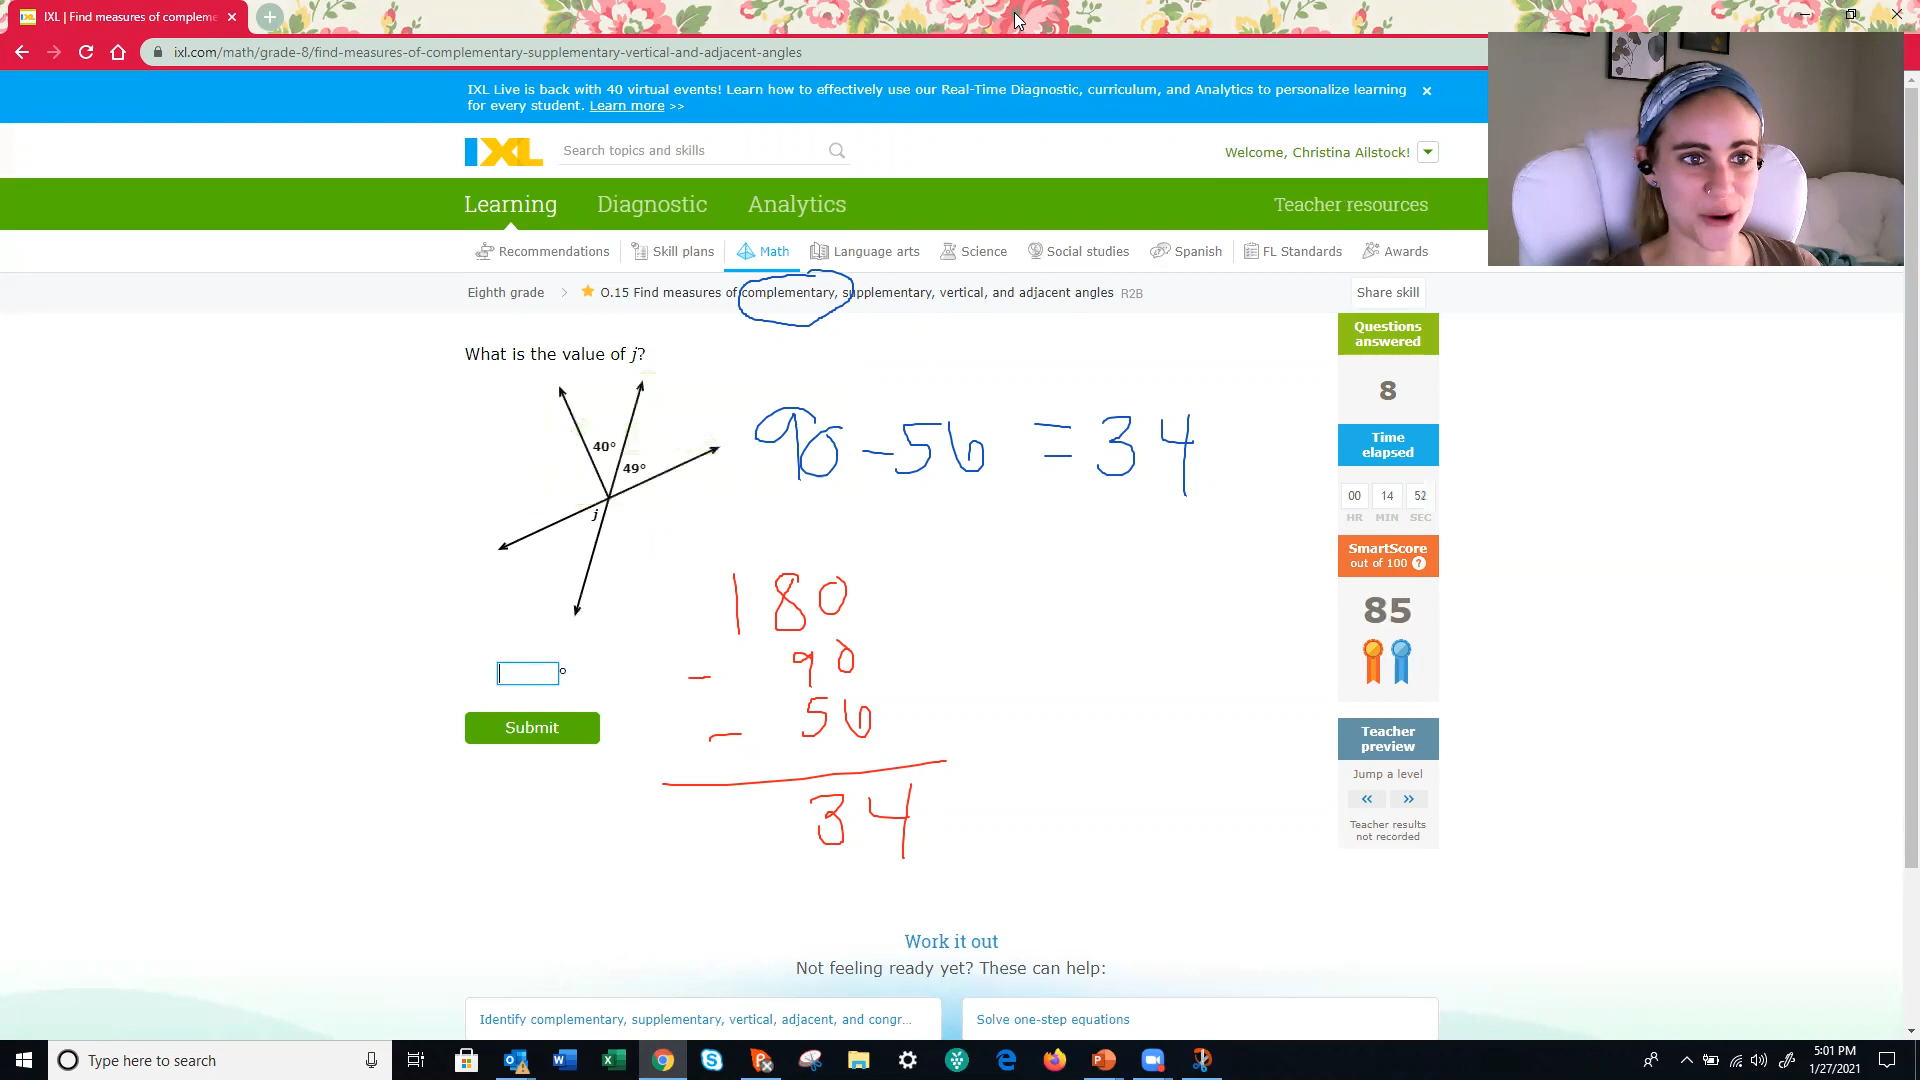 IXL | Find measures of compleme
ixl.com/math/grade-8/find-measures-of-complementary-supplementary-vertical-and-adjacent-angles
IXL Live is back with 40 virtual events! Learn how to effectively use our Real-Time Diagnostic, curriculum, and Analytics to personalize learning
for every student. Learn more >>
IXL
Search topics and skills
Welcome, Christina Ailstock!
Learning Diagnostic Analytics Teacher resources
Recommendations Skill plans Math Language arts Science Social studies Spanish FL Standards Awards
Eighth grade > O.15 Find measures of complementary, supplementary, vertical, and adjacent angles R2B
Share skill
What is the value of j?
40°
49°
j
90 - 56 = 34
180
- 90
- 56
34
°
Submit
Questions
answered
8
Time
elapsed
00 14 52
HR MIN SEC
SmartScore
out of 100 ?
85
Teacher
preview
Jump a level
<< >>
Teacher results
not recorded
Work it out
Not feeling ready yet? These can help:
Identify complementary, supplementary, vertical, adjacent, and congr...
Solve one-step equations
Type here to search
5:01 PM
1/27/2021